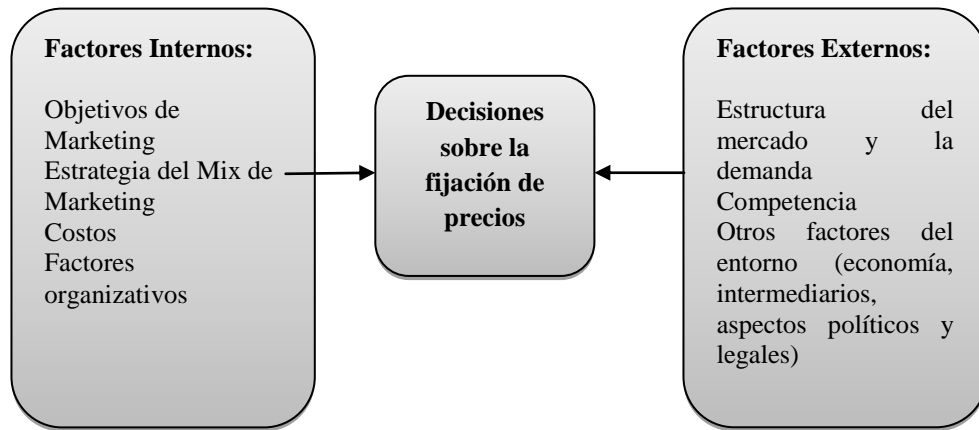 Factores Internos:
Objetivos de
Marketing
Estrategia del Mix de
Marketing
Costos
Factores
organizativos
Decisiones
sobre la
fijación de
precios
Factores Externos:
Estructura del
mercado y la
demanda
Competencia
Otros factores del
entorno (economía,
intermediarios,
aspectos políticos y
legales)